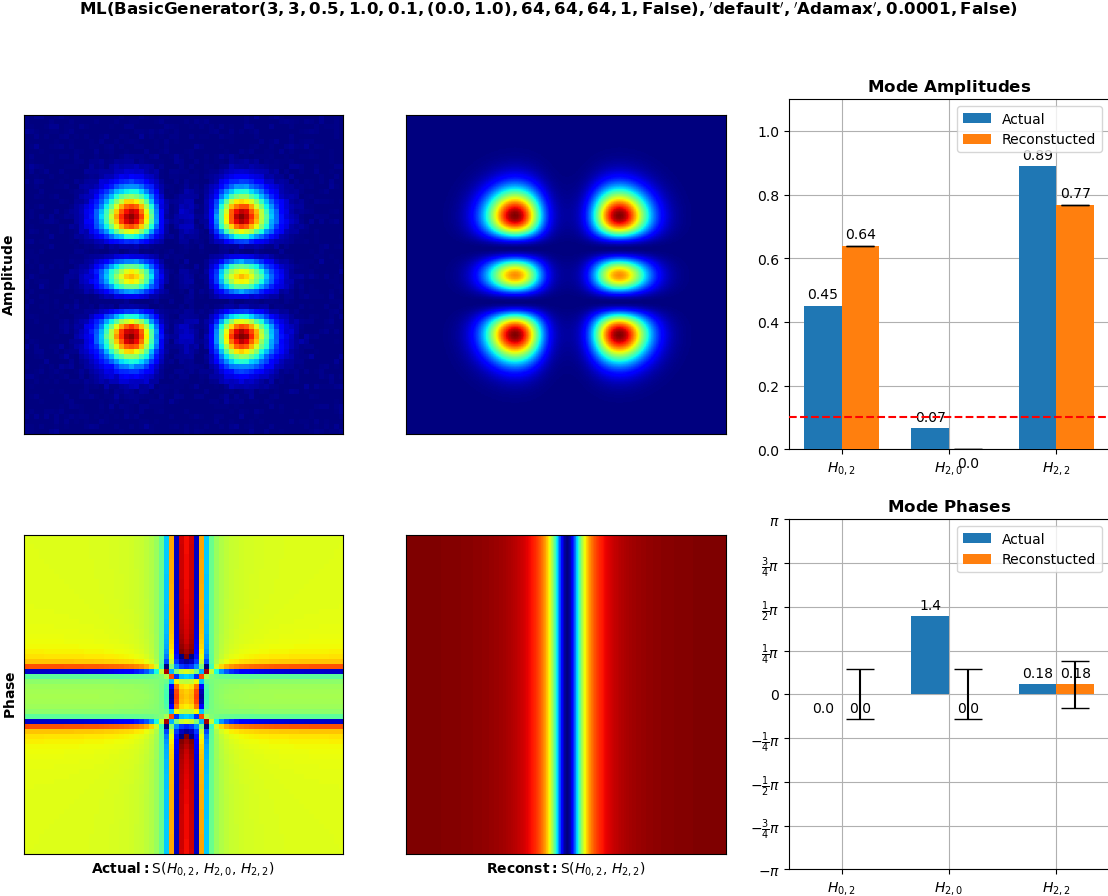 ML(BasicGenerator(3, 3, 0.5, 1.0, 0.1, (0.0, 1.0), 64, 64, 64, 1, False), ′default′, ′Adamax′, 0.0001, False)
Amplitude
Mode Amplitudes
Actual
Reconstucted
1.0
0.8
0.6
0.4
0.2
0.0
0.45
0.64
0.07
0.0
0.89
0.77
H0, 2
H2, 0
H2, 2
Phase
Actual: S(H0, 2, H2, 0, H2, 2)
Reconst: S(H0, 2, H2, 2)
Mode Phases
Actual
Reconstucted
π
3/4π
1/2π
1/4π
0
−1/4π
−1/2π
−3/4π
−π
0.0
0.0
1.4
0.0
0.18
0.18
H0, 2
H2, 0
H2, 2